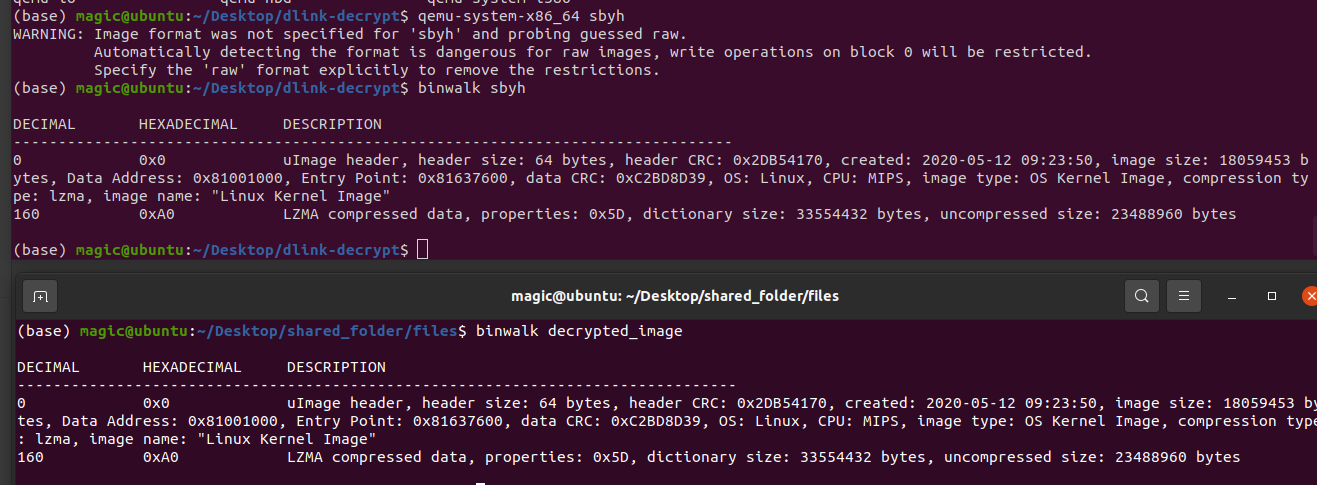 (base) magic@ubuntu:~/Desktop/dlink-decrypt$ qemu-system-x86_64 sbyh
WARNING: Image format was not specified for 'sbyh' and probing guessed raw.
         Automatically detecting the format is dangerous for raw images, write operations on block 0 will be restricted.
         Specify the 'raw' format explicitly to remove the restrictions.
(base) magic@ubuntu:~/Desktop/dlink-decrypt$ binwalk sbyh
DECIMAL       HEXADECIMAL     DESCRIPTION
--------------------------------------------------------------------------------
0             0x0             uImage header, header size: 64 bytes, header CRC: 0x2DB54170, created: 2020-05-12 09:23:50, image size: 18059453 b
ytes, Data Address: 0x81001000, Entry Point: 0x81637600, data CRC: 0xC2BD8D39, OS: Linux, CPU: MIPS, image type: OS Kernel Image, compression ty
pe: lzma, image name: "Linux Kernel Image"
160           0xA0            LZMA compressed data, properties: 0x5D, dictionary size: 33554432 bytes, uncompressed size: 23488960 bytes
(base) magic@ubuntu:~/Desktop/dlink-decrypt$
magic@ubuntu: ~/Desktop/shared_folder/files
(base) magic@ubuntu:~/Desktop/shared_folder/files$ binwalk decrypted_image
DECIMAL       HEXADECIMAL     DESCRIPTION
--------------------------------------------------------------------------------
0             0x0             uImage header, header size: 64 bytes, header CRC: 0x2DB54170, created: 2020-05-12 09:23:50, image size: 18059453 by
tes, Data Address: 0x81001000, Entry Point: 0x81637600, data CRC: 0xC2BD8D39, OS: Linux, CPU: MIPS, image type: OS Kernel Image, compression type
: lzma, image name: "Linux Kernel Image"
160           0xA0            LZMA compressed data, properties: 0x5D, dictionary size: 33554432 bytes, uncompressed size: 23488960 bytes